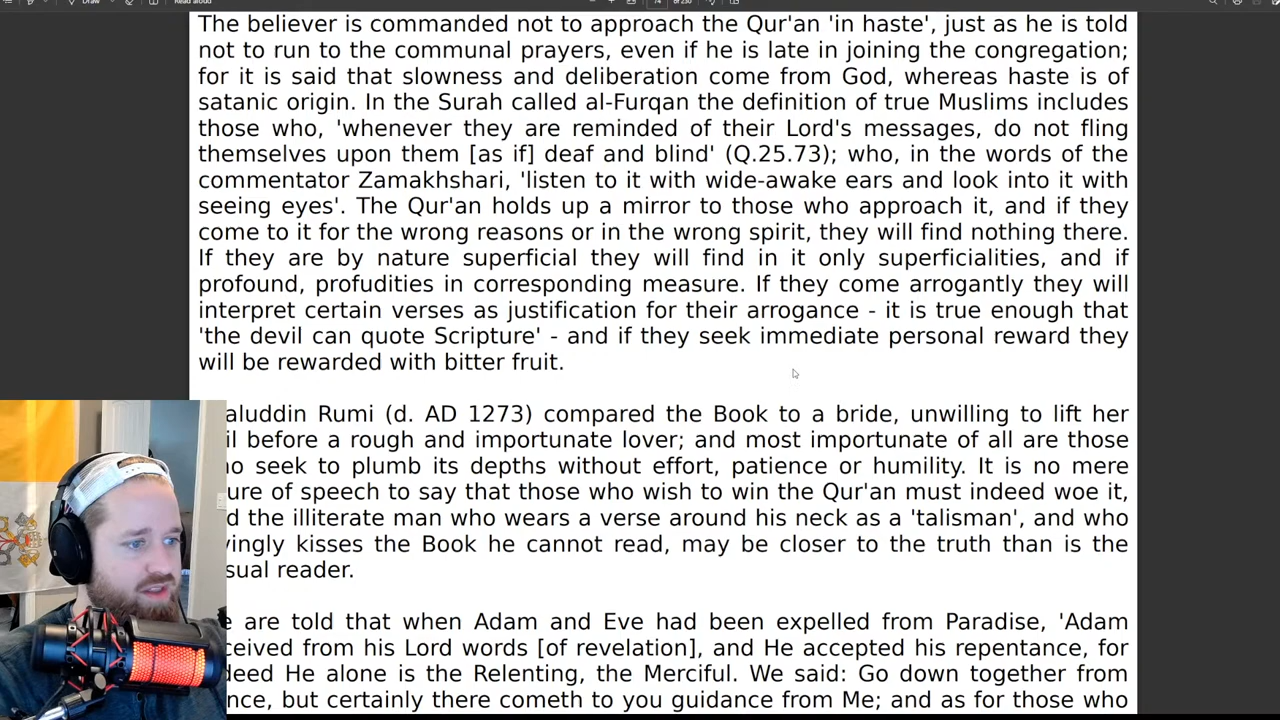 Draw
Read aloud
74
of 230
The believer is commanded not to approach the Qur'an 'in haste', just as he is told
not to run to the communal prayers, even if he is late in joining the congregation;
for it is said that slowness and deliberation come from God, whereas haste is of
satanic origin. In the Surah called al-Furqan the definition of true Muslims includes
those who, 'whenever they are reminded of their Lord's messages, do not fling
themselves upon them [as if] deaf and blind' (Q.25.73); who, in the words of the
commentator Zamakhshari, 'listen to it with wide-awake ears and look into it with
seeing eyes'. The Qur'an holds up a mirror to those who approach it, and if they
come to it for the wrong reasons or in the wrong spirit, they will find nothing there.
If they are by nature superficial they will find in it only superficialities, and if
profound, profudities in corresponding measure. If they come arrogantly they will
interpret certain verses as justification for their arrogance - it is true enough that
'the devil can quote Scripture' - and if they seek immediate personal reward they
will be rewarded with bitter fruit.
aluddin Rumi (d. AD 1273) compared the Book to a bride, unwilling to lift her
il before a rough and importunate lover; and most importunate of all are those
o seek to plumb its depths without effort, patience or humility. It is no mere
ure of speech to say that those who wish to win the Qur'an must indeed woe it,
d the illiterate man who wears a verse around his neck as a 'talisman', and who
vingly kisses the Book he cannot read, may be closer to the truth than is the
sual reader.
e are told that when Adam and Eve had been expelled from Paradise, 'Adam
ceived from his Lord words [of revelation], and He accepted his repentance, for
deed He alone is the Relenting, the Merciful. We said: Go down together from
nce, but certainly there cometh to you guidance from Me; and as for those who